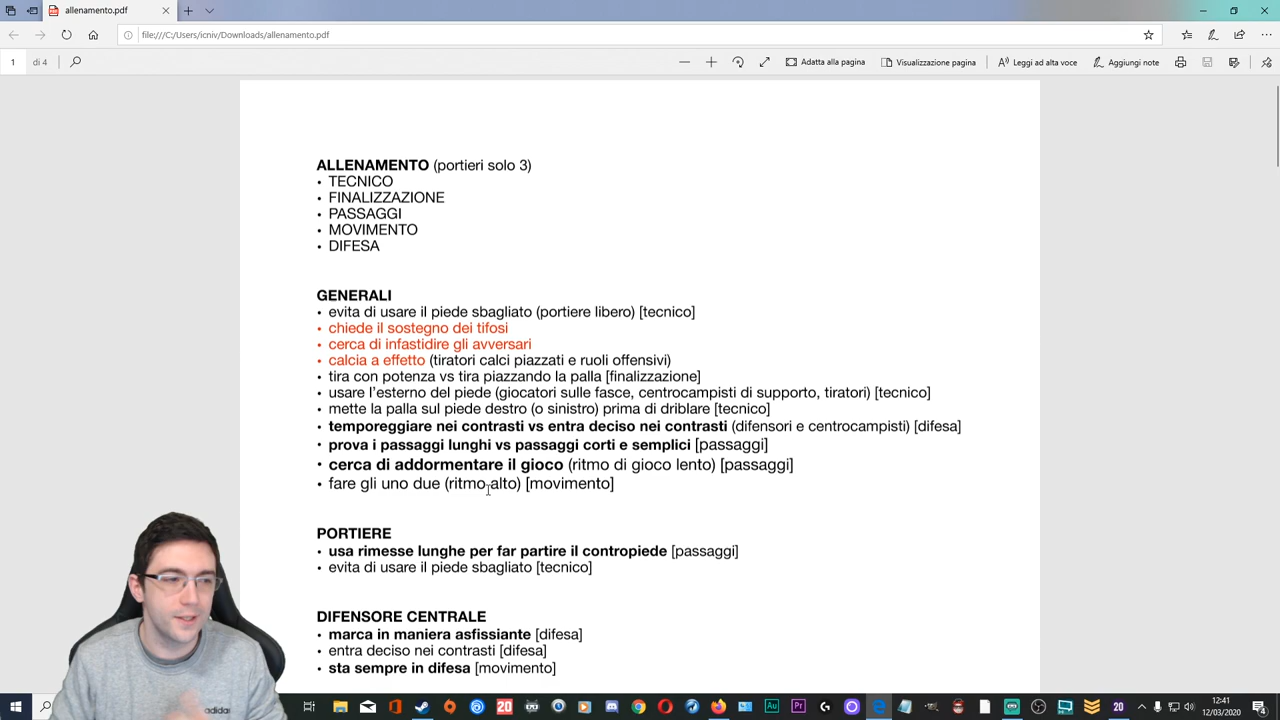 allenamento.pdf
file:///C:/Users/icniv/Downloads/allenamento.pdf
1 di 4 Adatta alla pagina Visualizzazione pagina Leggi ad alta voce Aggiungi note
ALLENAMENTO (portieri solo 3)
• TECNICO
• FINALIZZAZIONE
• PASSAGGI
• MOVIMENTO
• DIFESA
GENERALI
• evita di usare il piede sbagliato (portiere libero) [tecnico]
• chiede il sostegno dei tifosi
• cerca di infastidire gli avversari
• calcia a effetto (tiratori calci piazzati e ruoli offensivi)
• tira con potenza vs tira piazzando la palla [finalizzazione]
• usare l'esterno del piede (giocatori sulle fasce, centrocampisti di supporto, tiratori) [tecnico]
• mette la palla sul piede destro (o sinistro) prima di driblare [tecnico]
• temporeggiare nei contrasti vs entra deciso nei contrasti (difensori e centrocampisti) [difesa]
• prova i passaggi lunghi vs passaggi corti e semplici [passaggi]
• cerca di addormentare il gioco (ritmo di gioco lento) [passaggi]
• fare gli uno due (ritmo alto) [movimento]
PORTIERE
• usa rimesse lunghe per far partire il contropiede [passaggi]
• evita di usare il piede sbagliato [tecnico]
DIFENSORE CENTRALE
• marca in maniera asfissiante [difesa]
• entra deciso nei contrasti [difesa]
• sta sempre in difesa [movimento]
adidas
20 Au Pr 20
12:41
12/03/2020